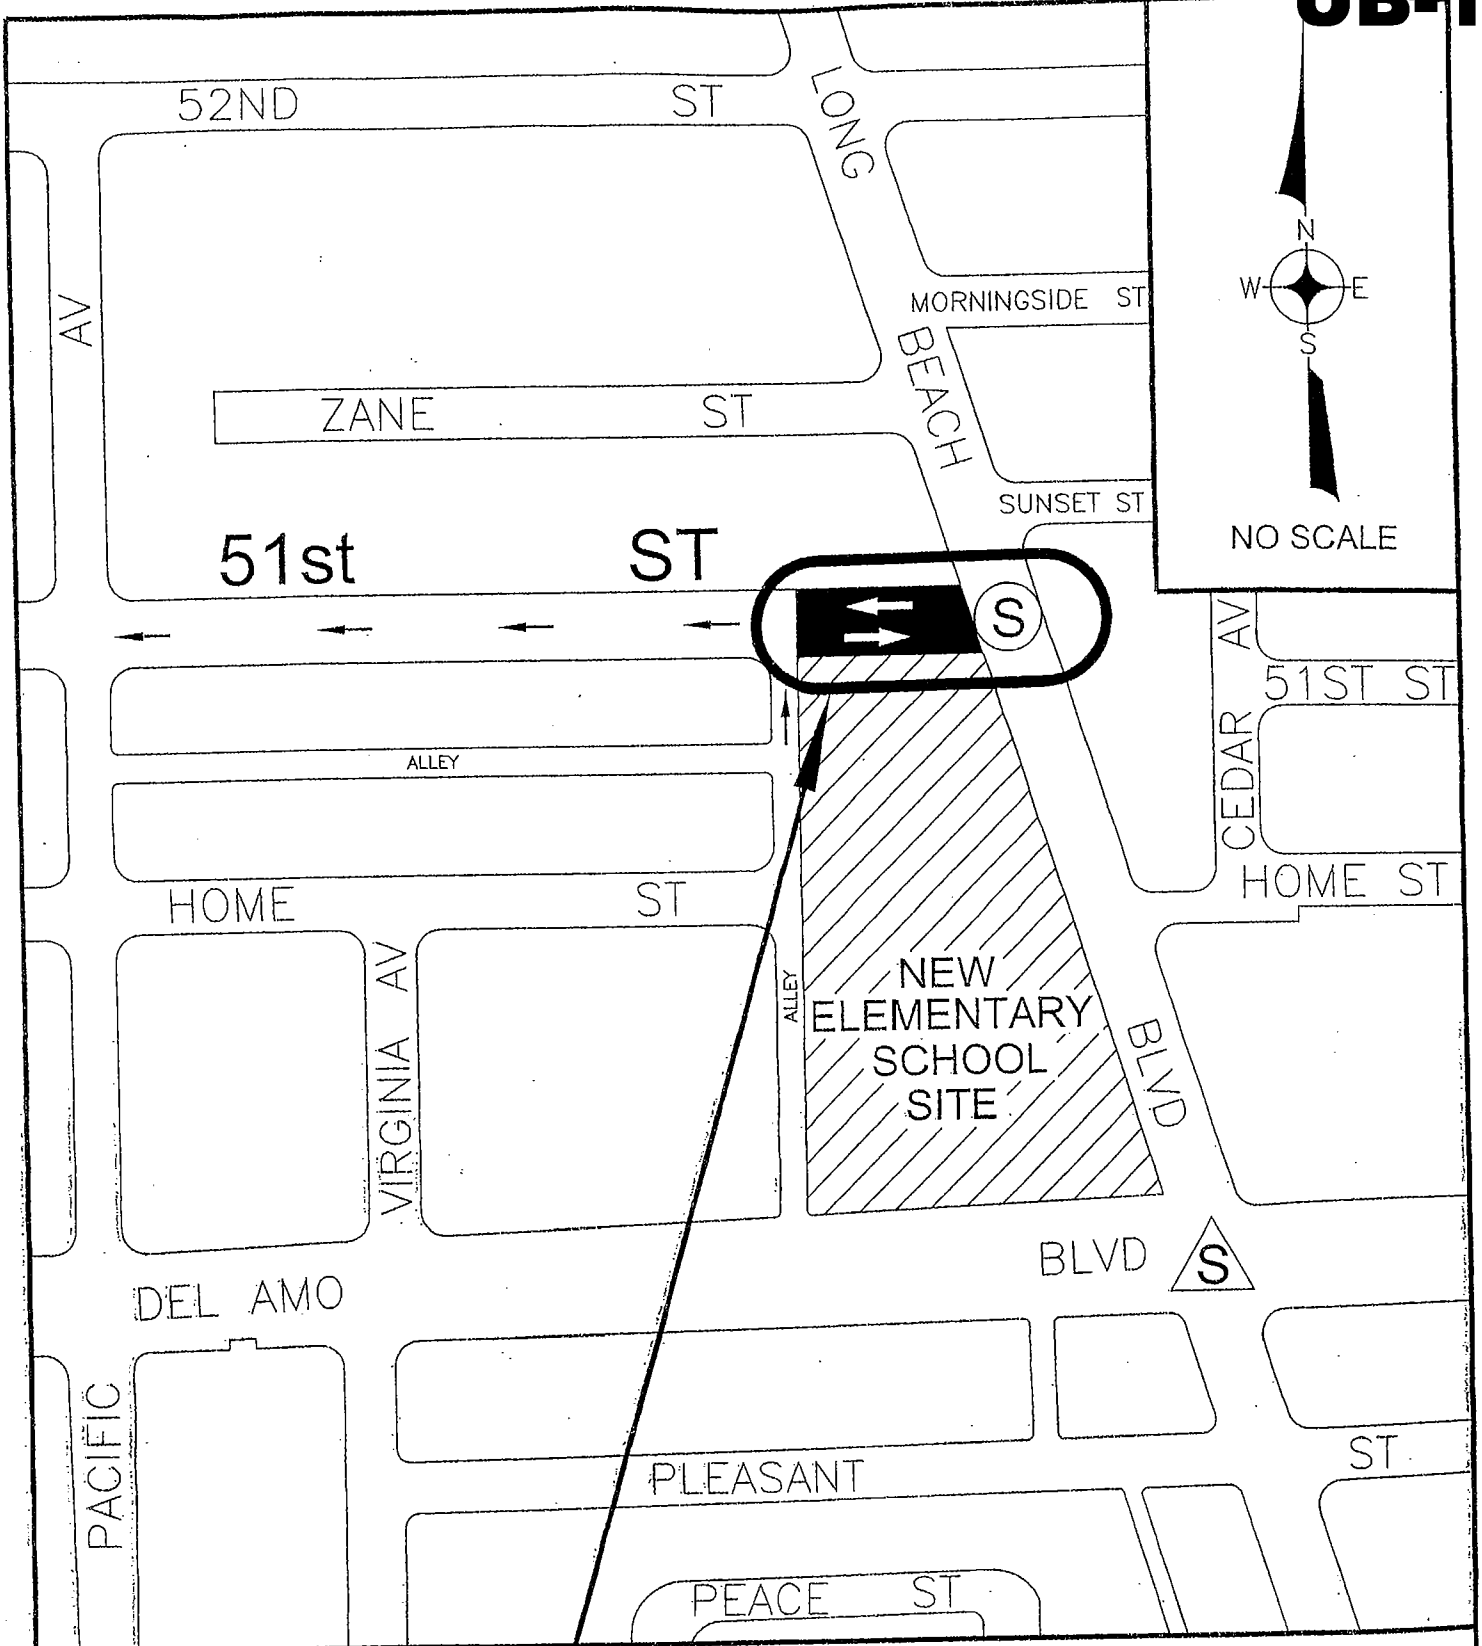 52ND ST
LONG
N
W E
S
AV
MORNINGSIDE ST
BEACH
ZANE ST
SUNSET ST
NO SCALE
51st ST
S
AV
CEDAR
51ST ST
ALLEY
HOME ST
HOME ST
VIRGINIA AV
ALLEY
NEW
ELEMENTARY
SCHOOL
SITE
BLVD
DEL AMO BLVD
S
PACIFIC
PLEASANT ST
PEACE ST